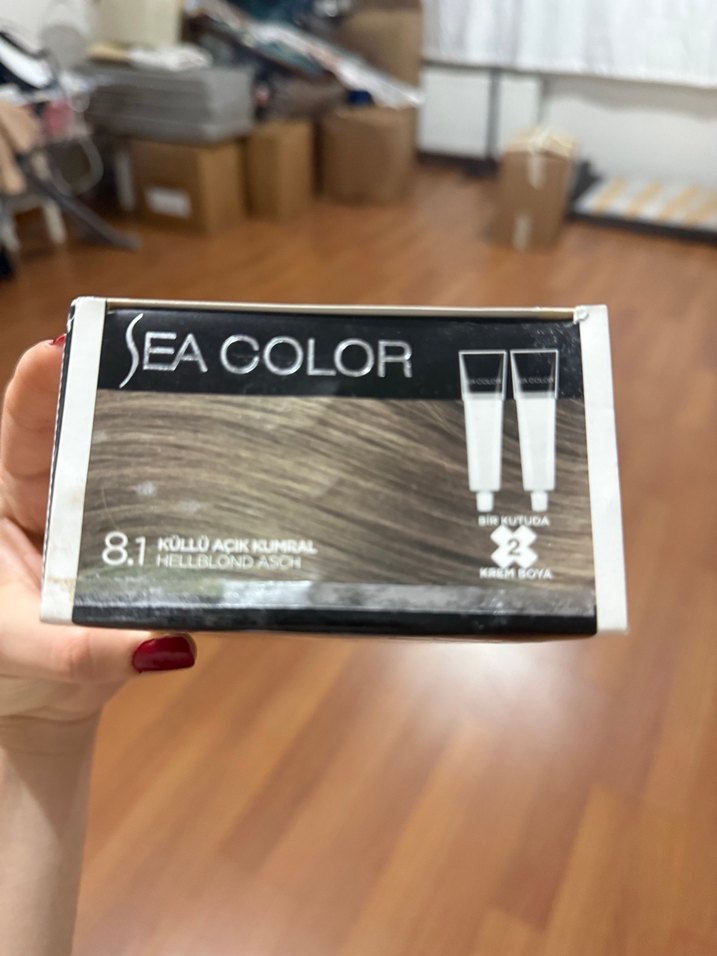 SEA COLOR
SEA COLOR SEA COLOR
BİR KUTUDA
2
KREM BOYA
8.1 KÜLLÜ AÇIK KUMRAL
HELLBLOND ASCH